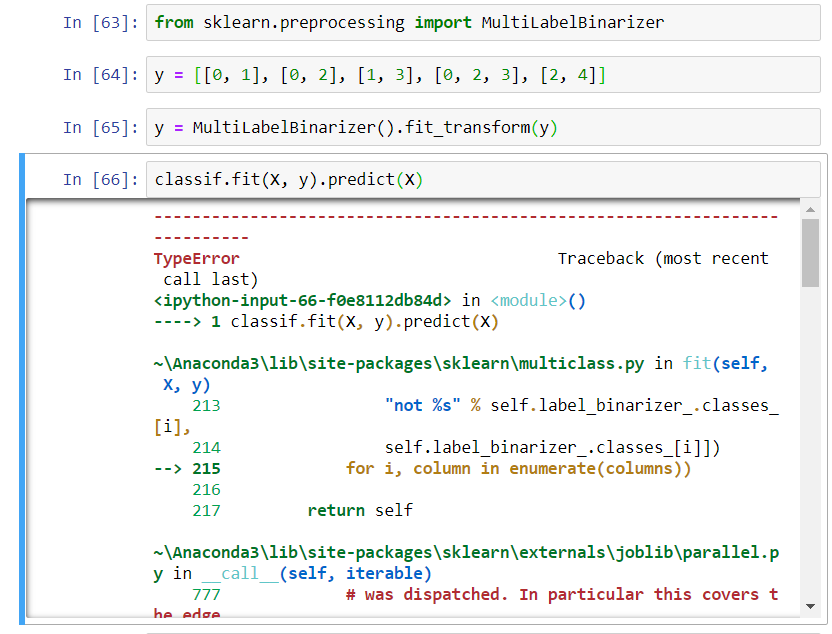 In [63]: from sklearn.preprocessing import MultiLabelBinarizer
In [64]: y = [[0, 1], [0, 2], [1, 3], [0, 2, 3], [2, 4]]
In [65]: y = MultiLabelBinarizer().fit_transform(y)
In [66]: classif.fit(X, y).predict(X)
-----------------------------------------------------------------
----------
TypeError                                 Traceback (most recent
 call last)
<ipython-input-66-f0e8112db84d> in <module>()
----> 1 classif.fit(X, y).predict(X)
~\Anaconda3\lib\site-packages\sklearn\multiclass.py in fit(self,
 X, y)
    213                 "not %s" % self.label_binarizer_.classes_
[i],
    214                 self.label_binarizer_.classes_[i]])
--> 215             for i, column in enumerate(columns))
    216
    217         return self
~\Anaconda3\lib\site-packages\sklearn\externals\joblib\parallel.p
y in __call__(self, iterable)
    777             # was dispatched. In particular this covers t
he edge